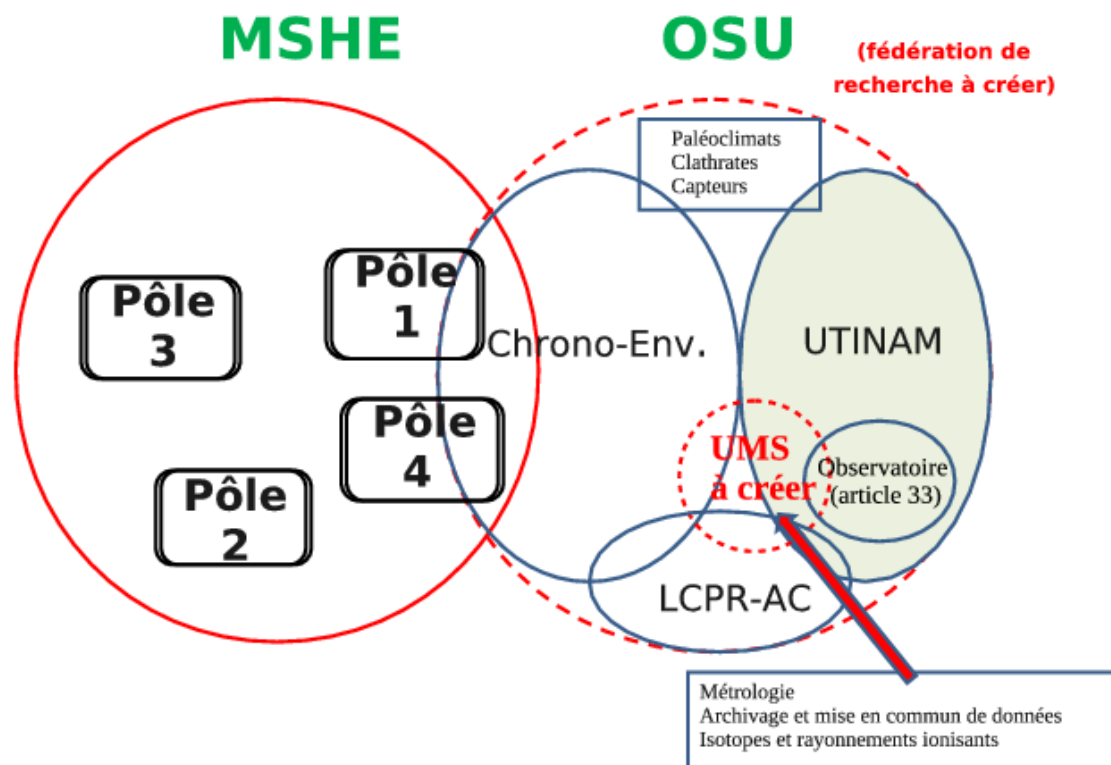 MSHE
OSU
(fédération de
recherche à créer)
Paléoclimats
Clathrates
Capteurs
Pôle
1
Pôle
3
Chrono-Env.
UTINAM
Pôle
4
UMS
à créer
Observatoire
(article 33)
Pôle
2
LCPR-AC
Métrologie
Archivage et mise en commun de données
Isotopes et rayonnements ionisants